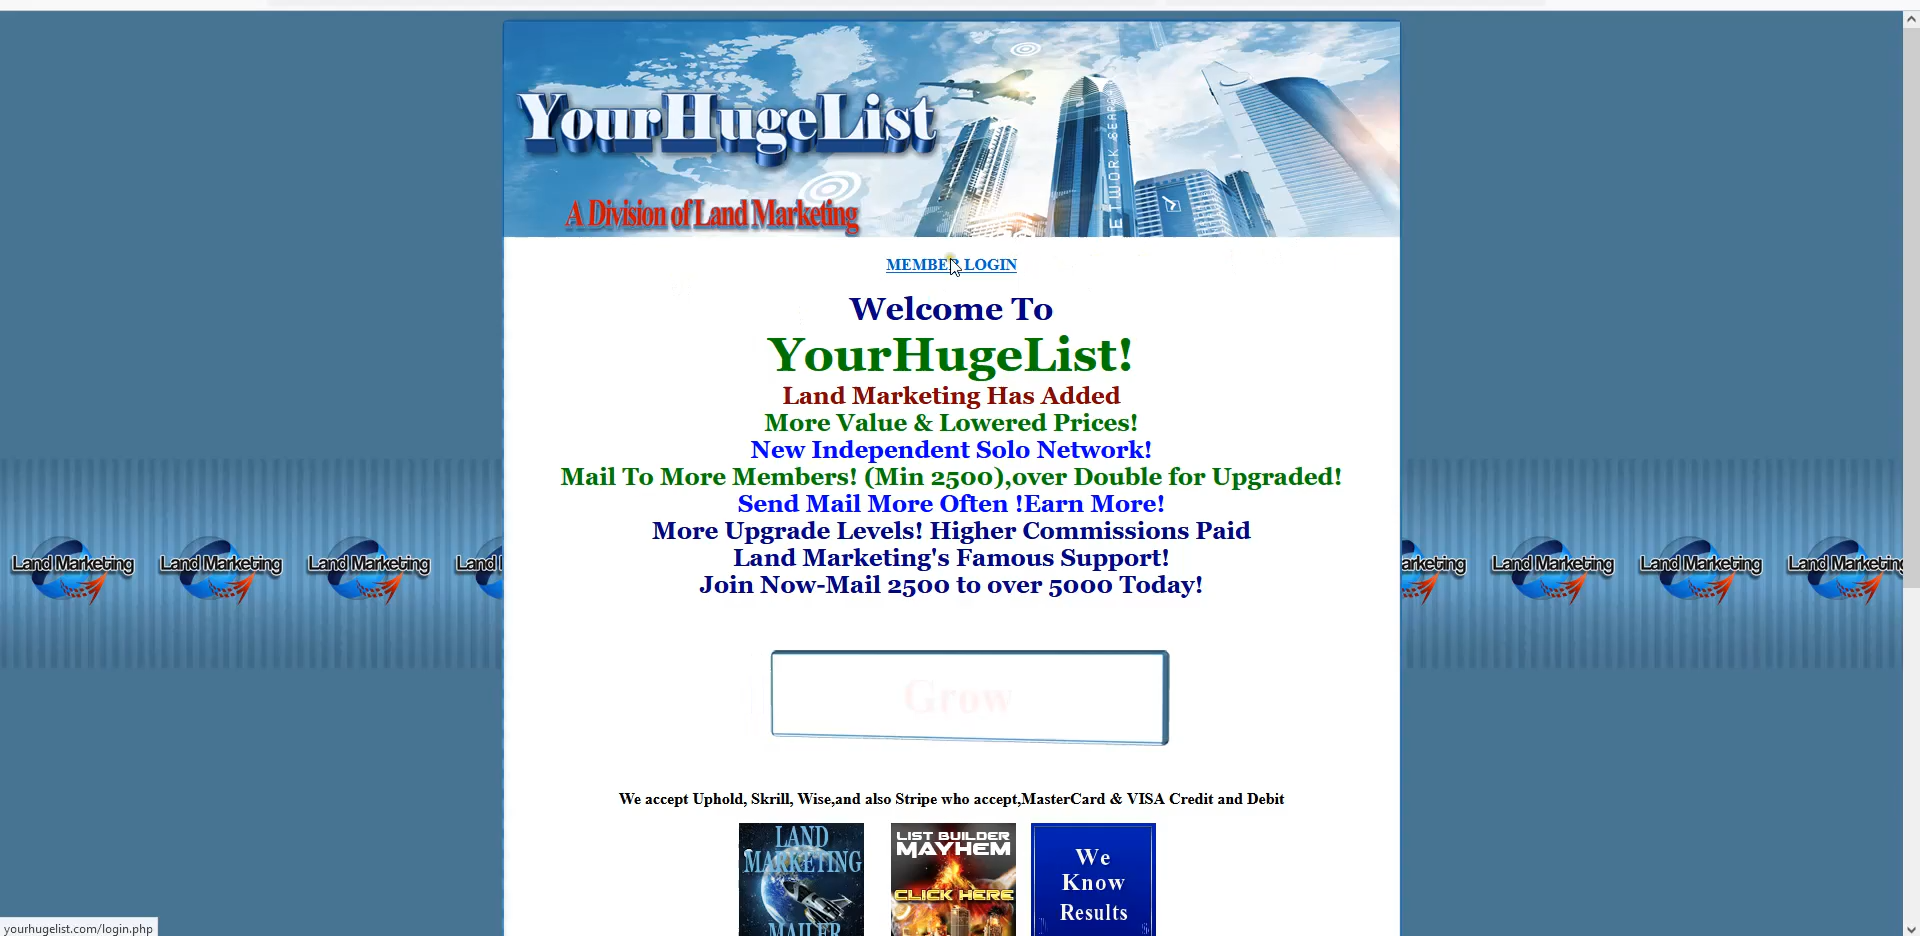 YourHugeList
A Division of Land Marketing
NETWORK SEARCH
MEMBER LOGIN
Welcome To
YourHugeList!
Land Marketing Has Added
More Value & Lowered Prices!
New Independent Solo Network!
Mail To More Members! (Min 2500),over Double for Upgraded!
Send Mail More Often !Earn More!
More Upgrade Levels! Higher Commissions Paid
Land Marketing's Famous Support!
Join Now-Mail 2500 to over 5000 Today!
Land Marketing Land Marketing Land Marketing Land
arketing Land Marketing Land Marketing Land Marketing
Grow
We accept Uphold, Skrill, Wise,and also Stripe who accept,MasterCard & VISA Credit and Debit
LAND
MARKETING
MAILER
LIST BUILDER
MAYHEM
CLICK HERE
We
Know
Results
yourhugelist.com/login.php